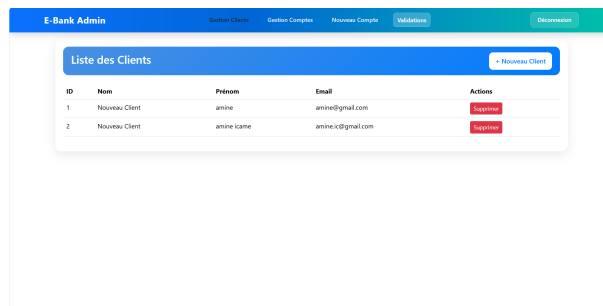 E-Bank Admin Gestion Clients Gestion Comptes Nouveau Compte Validations Déconnexion
Liste des Clients + Nouveau Client
ID Nom Prénom Email Actions
1 Nouveau Client amine amine@gmail.com Supprimer
2 Nouveau Client amine icame amine.ic@gmail.com Supprimer